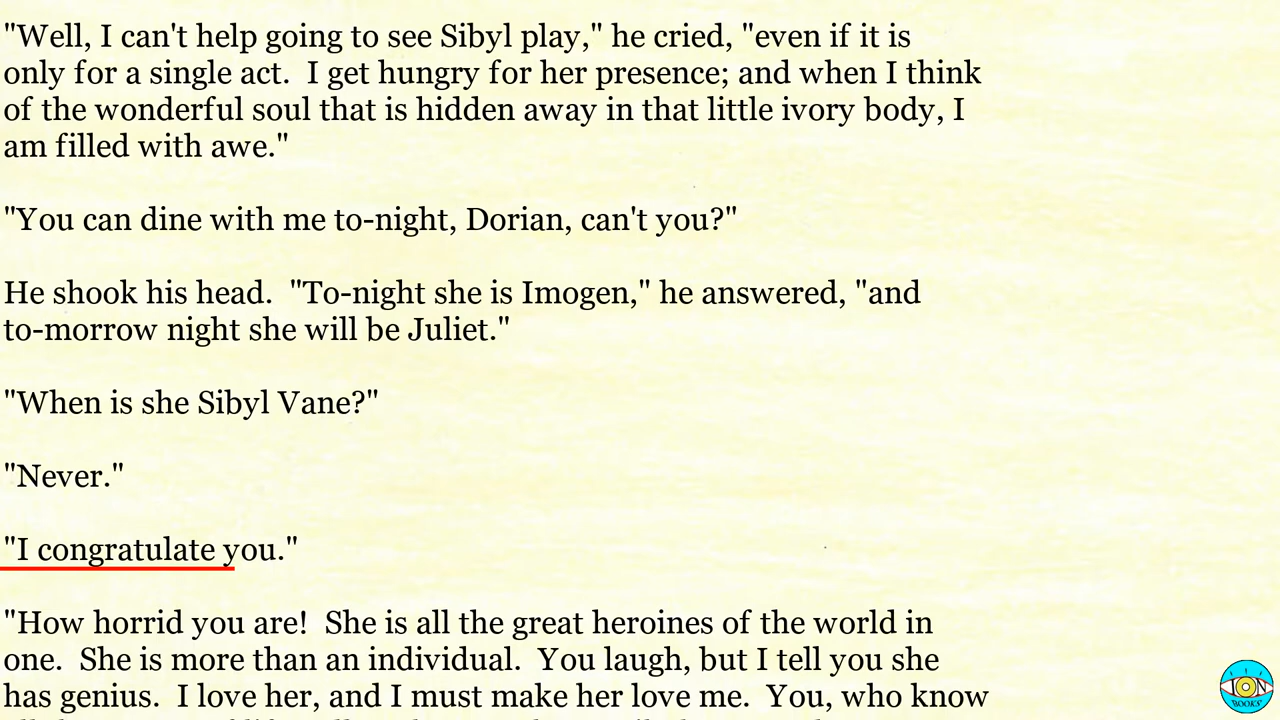 "Well, I can't help going to see Sibyl play," he cried, "even if it is
only for a single act.  I get hungry for her presence; and when I think
of the wonderful soul that is hidden away in that little ivory body, I
am filled with awe."
"You can dine with me to-night, Dorian, can't you?"
He shook his head.  "To-night she is Imogen," he answered, "and
to-morrow night she will be Juliet."
"When is she Sibyl Vane?"
"Never."
"I congratulate you."
"How horrid you are!  She is all the great heroines of the world in
one.  She is more than an individual.  You laugh, but I tell you she
has genius.  I love her, and I must make her love me.  You, who know
ION
BOOKS